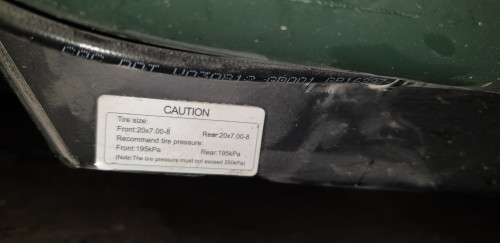 CAUTION
Tire size:
Front:20x7.00-8 Rear:20x7.00-8
Recommend tire pressure:
Front:195kPa Rear:195kPa
(Note:The tire pressure must not exceed 250kPa)